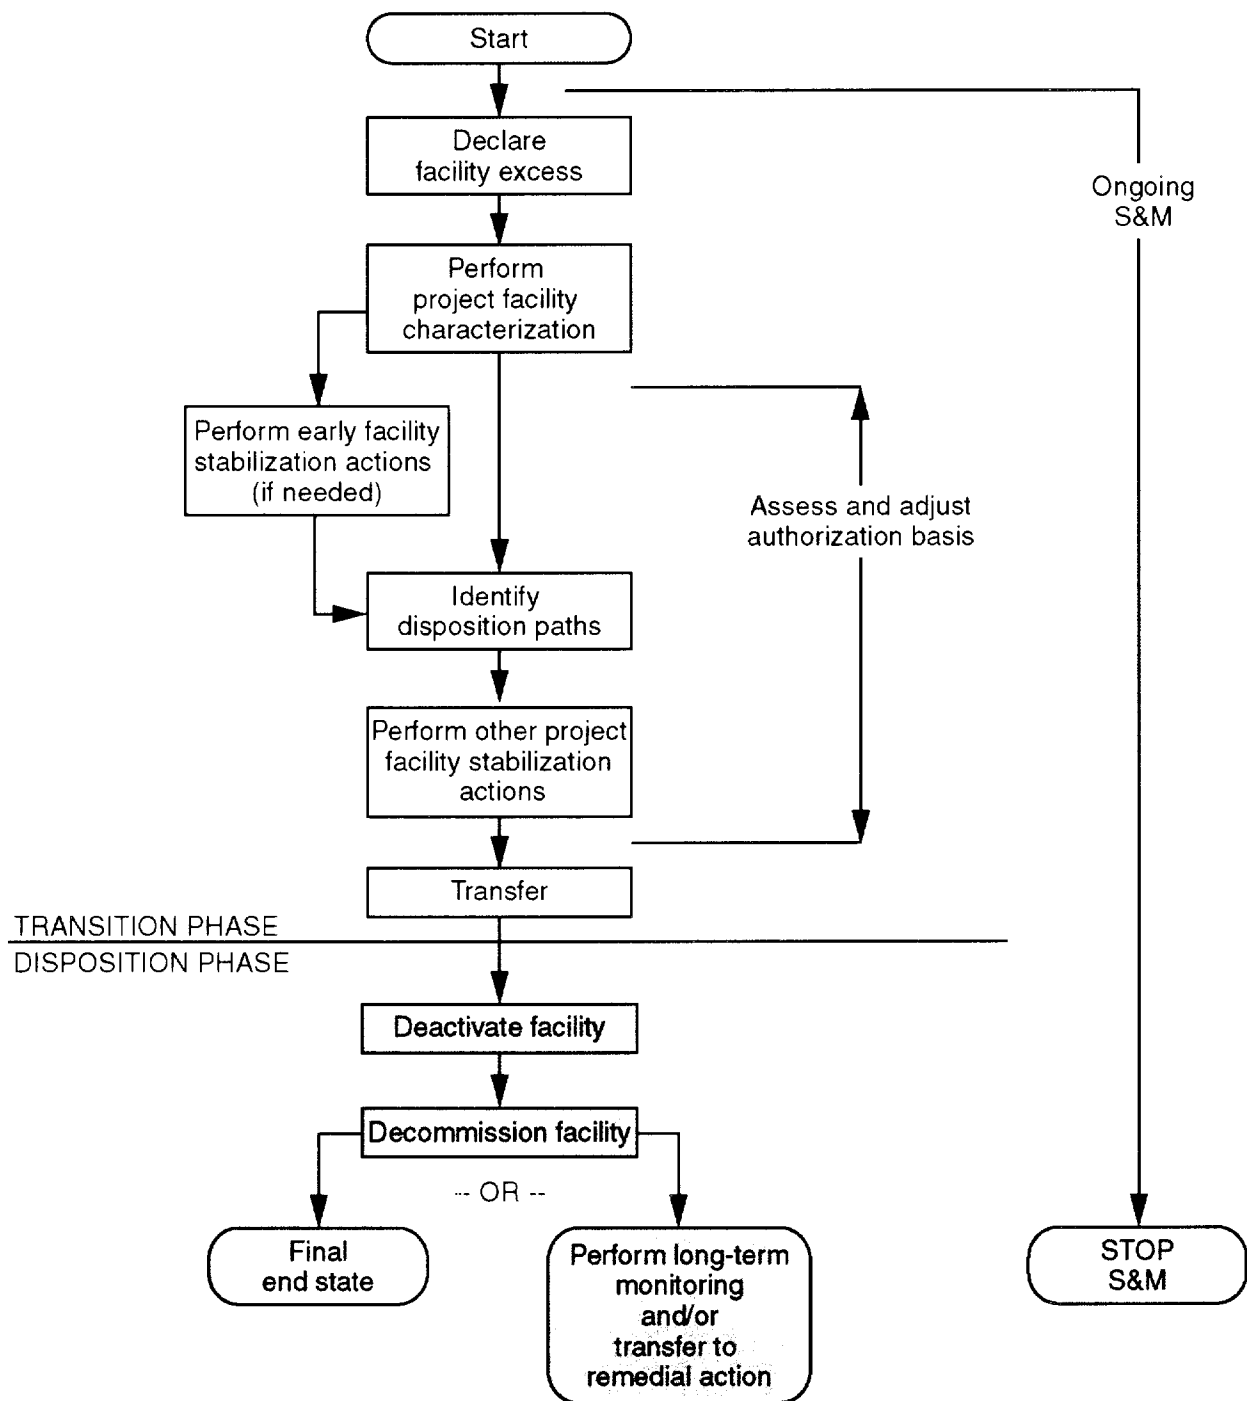 Start
Declare
facility excess
Ongoing
S&M
Perform
project facility
characterization
Perform early facility
stabilization actions
(if needed)
Assess and adjust
authorization basis
Identify
disposition paths
Perform other project
facility stabilization
actions
Transfer
TRANSITION PHASE
DISPOSITION PHASE
Deactivate facility
Decommission facility
-- OR --
Final
end state
Perform long-term
monitoring
and/or
transfer to
remedial action
STOP
S&M